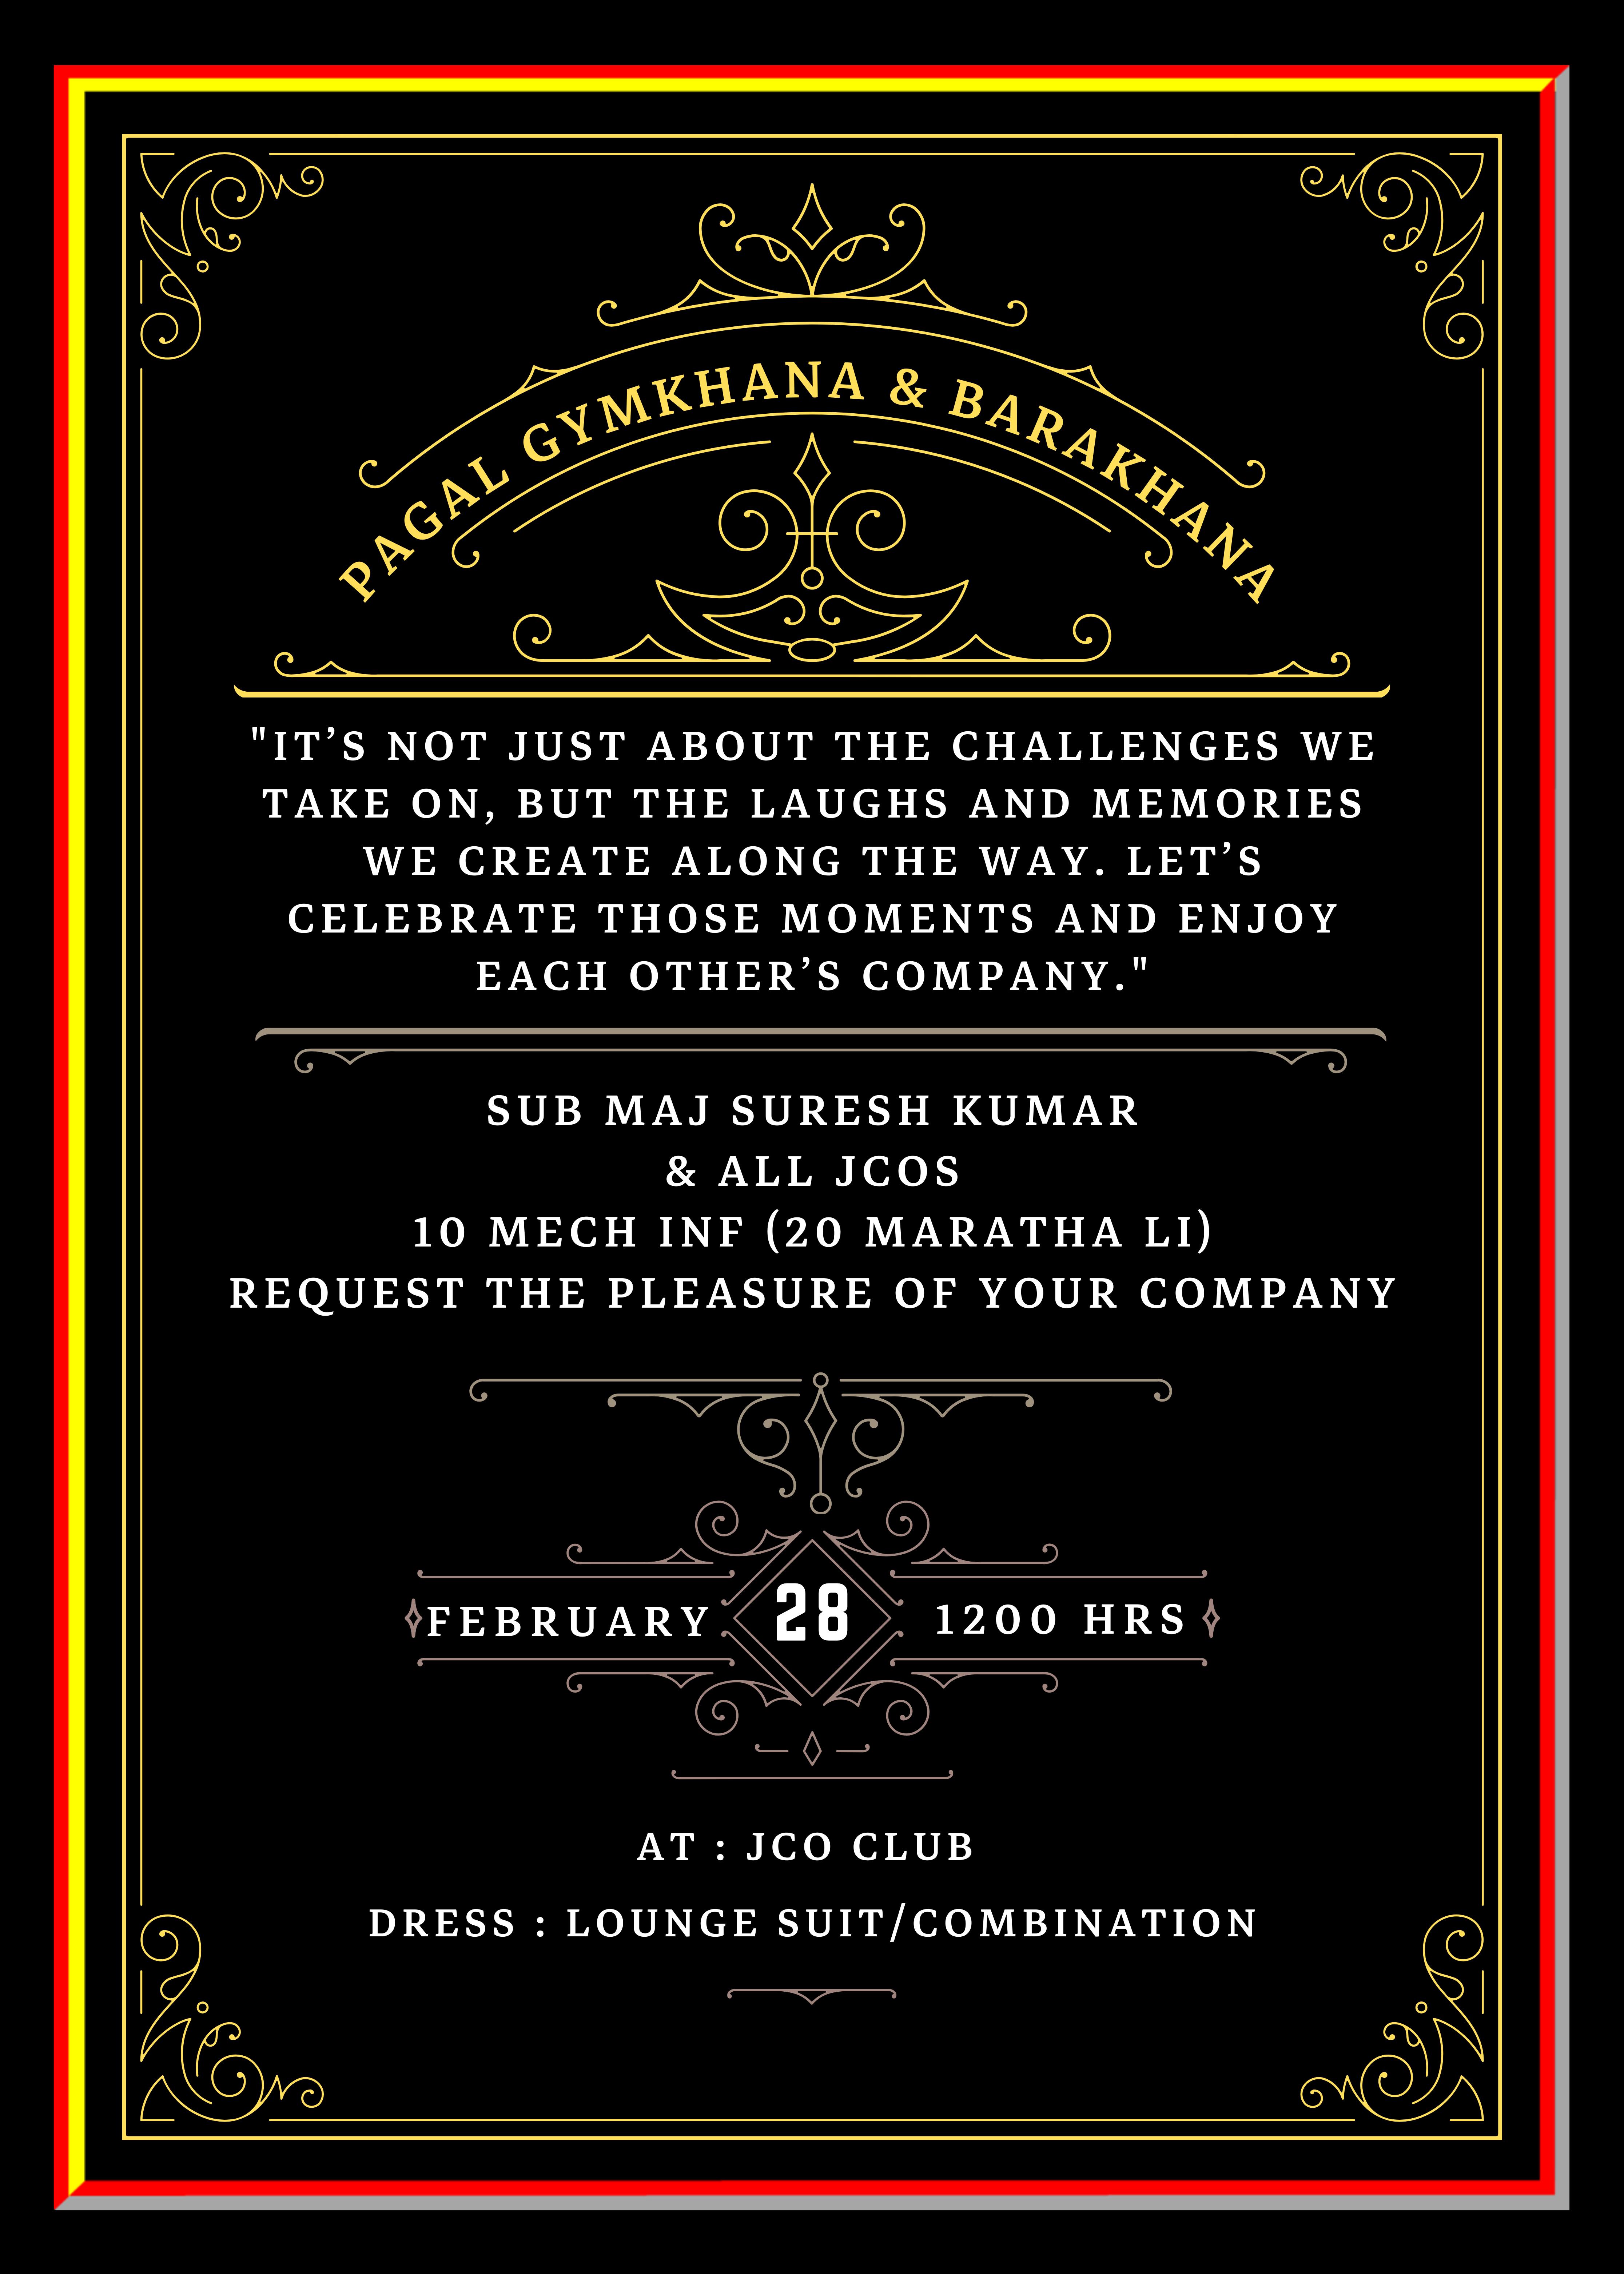 PAGAL GYMKHANA & BARAKHANA
"IT’S NOT JUST ABOUT THE CHALLENGES WE
TAKE ON, BUT THE LAUGHS AND MEMORIES
WE CREATE ALONG THE WAY. LET’S
CELEBRATE THOSE MOMENTS AND ENJOY
EACH OTHER’S COMPANY."
SUB MAJ SURESH KUMAR
& ALL JCOS
10 MECH INF (20 MARATHA LI)
REQUEST THE PLEASURE OF YOUR COMPANY
FEBRUARY 28 1200 HRS
AT : JCO CLUB
DRESS : LOUNGE SUIT/COMBINATION